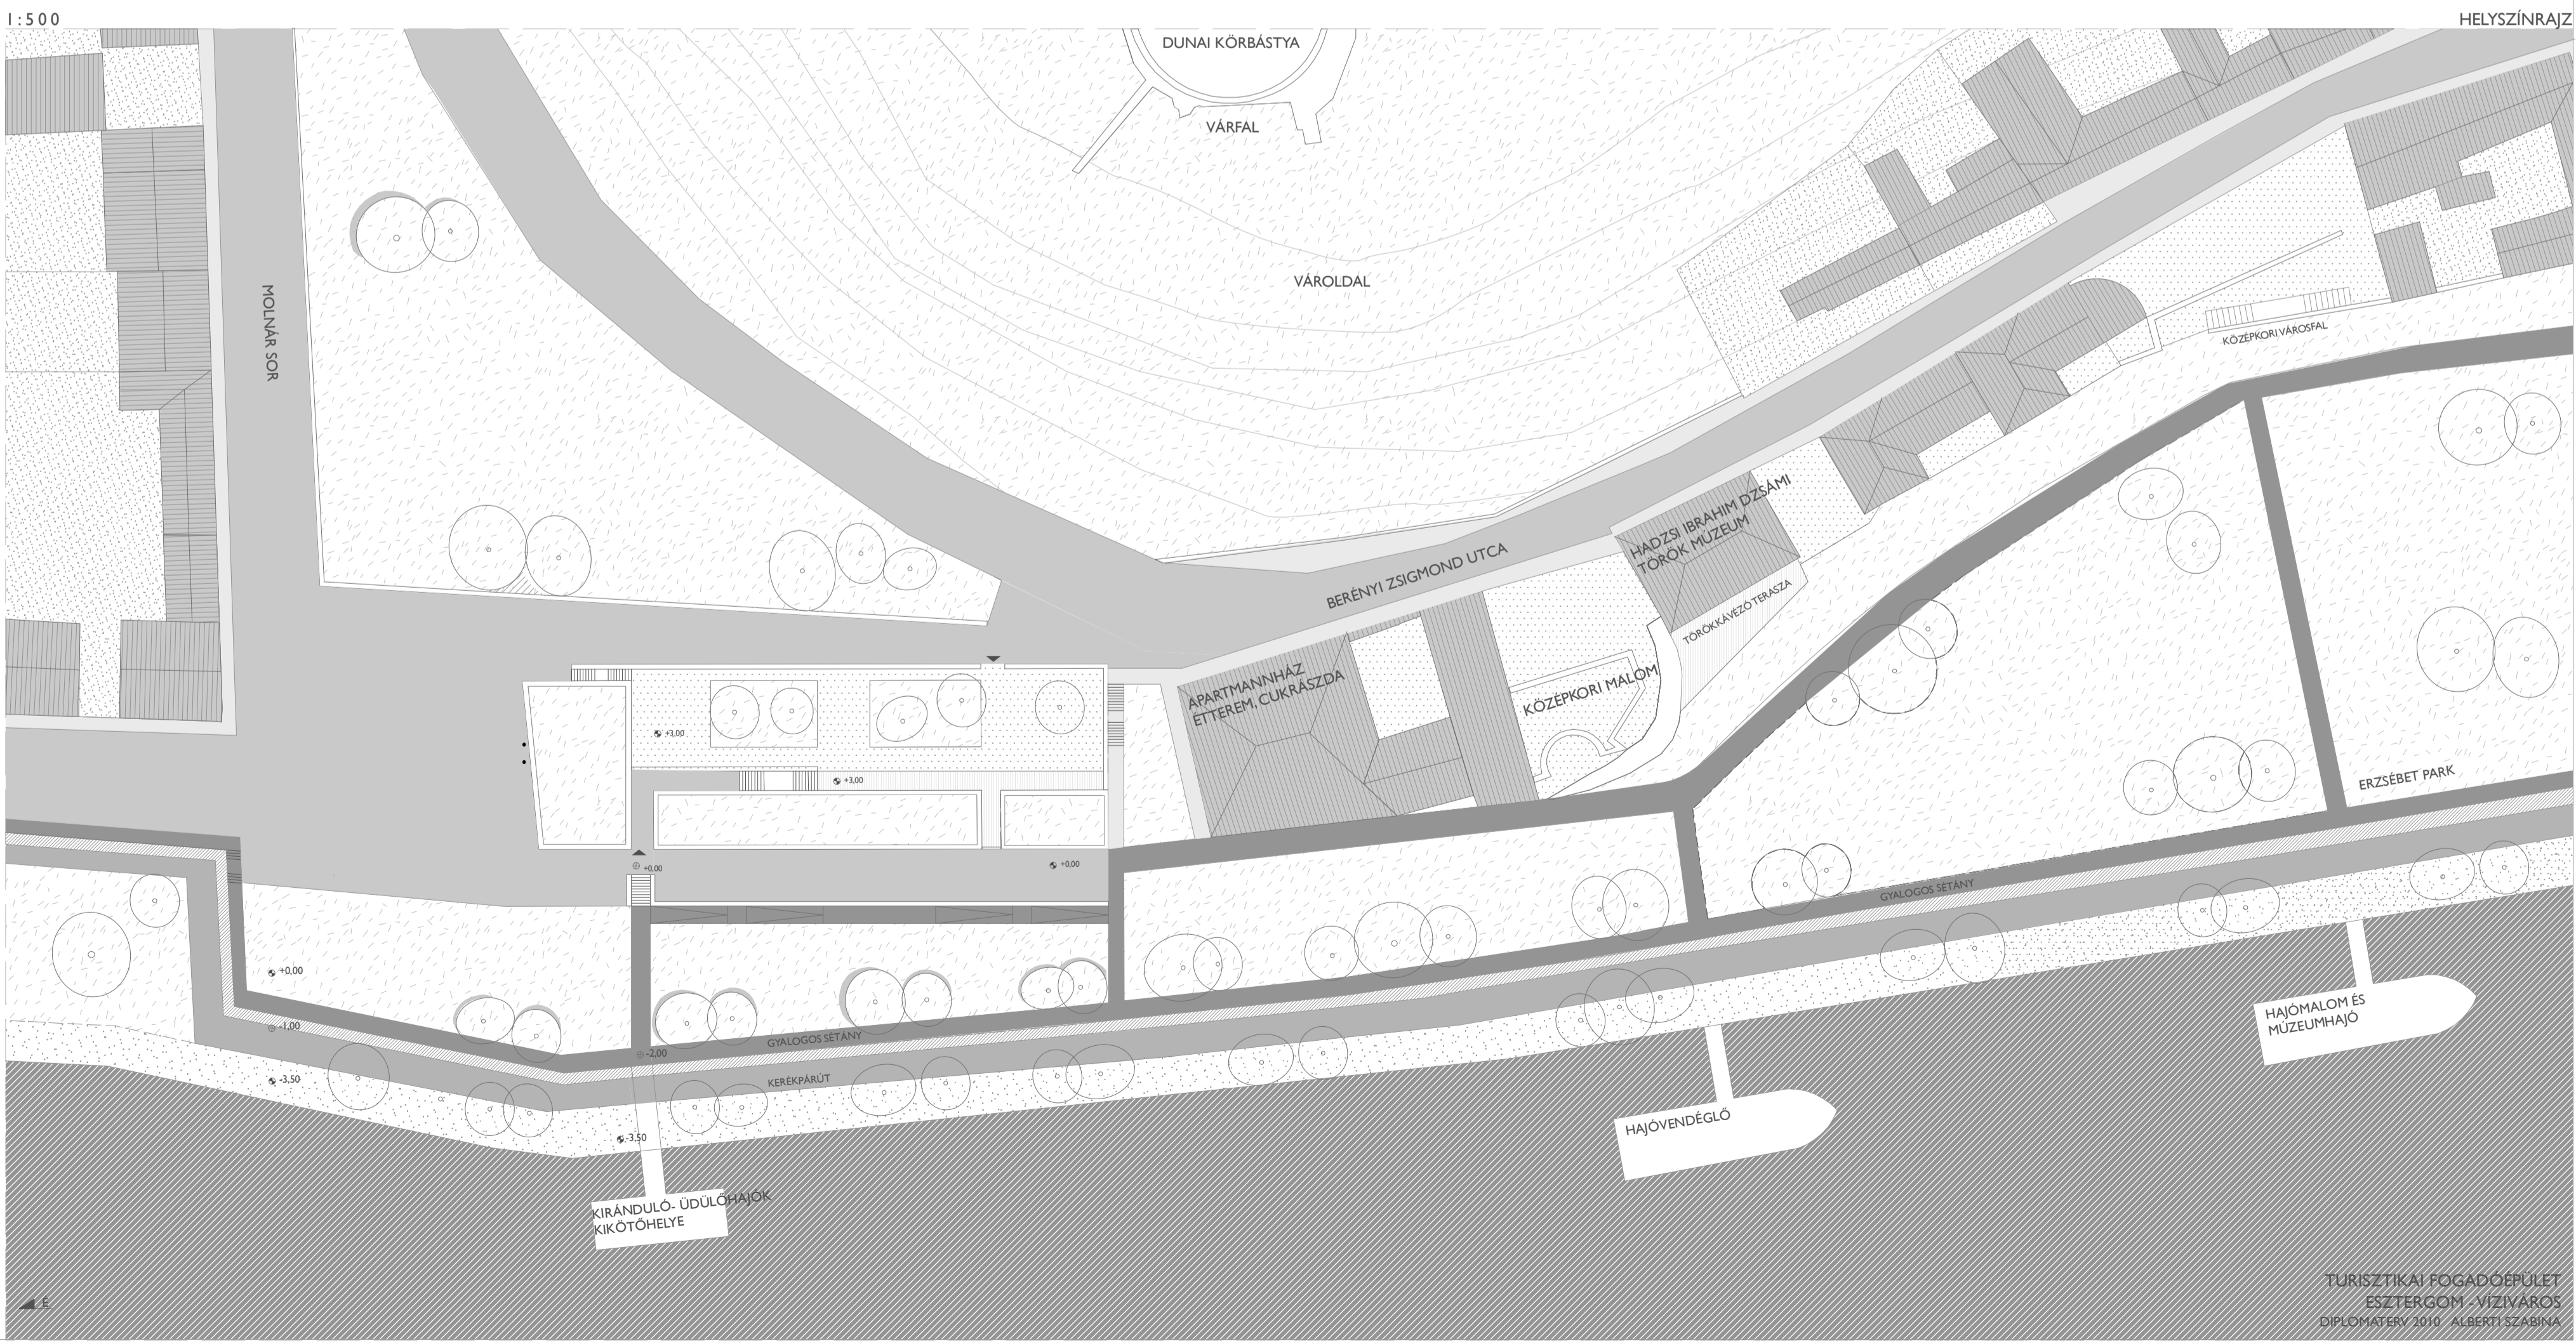 1:500
HELYSZÍNRAJZ
DUNAI KÖRBÁSTYA
VÁRFAL
VÁROLDAL
MOLNÁR SOR
KÖZÉPKORI VÁROSFAL
BERÉNYI ZSIGMOND UTCA
HADZSI IBRAHIM DZSÁMI
TÖRÖK MÚZEUM
TÖRÖKKÁVÉZÓ TERASZA
APARTMANNHÁZ
ÉTTEREM, CUKRÁSZDA
KÖZÉPKORI MALOM
+3,00
+3,00
ERZSÉBET PARK
+0,00
+0,00
GYALOGOS SÉTÁNY
+0,00
-1,00
-3,50
GYALOGOS SÉTÁNY
-2,00
KERÉKPÁRÚT
-3,50
HAJÓMALOM ÉS
MÚZEUMHAJÓ
HAJÓVENDÉGLŐ
KIRÁNDULÓ- ÜDÜLŐHAJÓK
KIKÖTŐHELYE
É
TURISZTIKAI FOGADÓÉPÜLET
ESZTERGOM - VÍZIVÁROS
DIPLOMATERV 2010 ALBERTI SZABINA